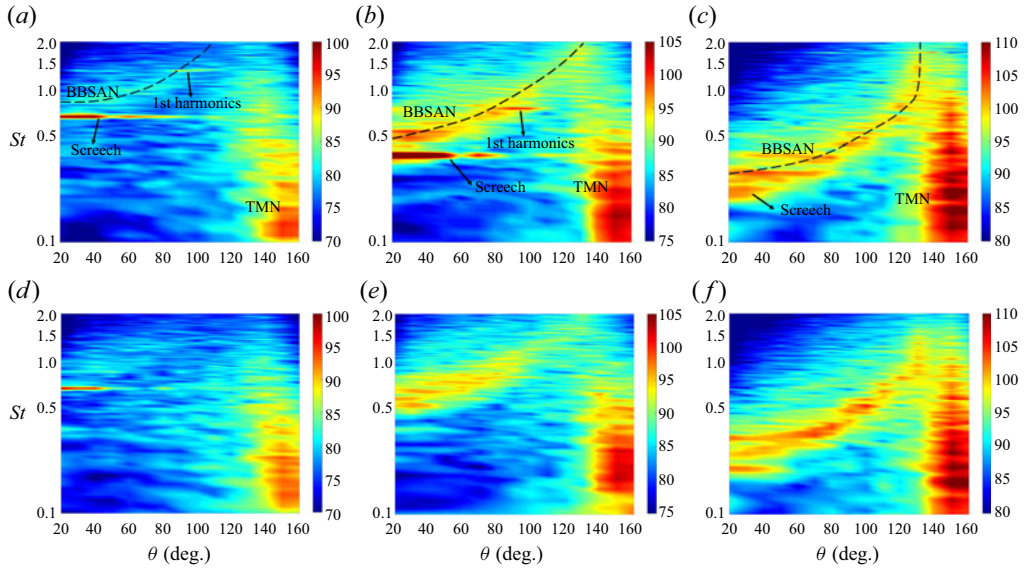 (a) (b) (c)
2.0 1.5 1.0 0.5 0.1
St
BBSAN
1st harmonics
Screech
TMN
20 40 60 80 100 120 140 160
100 95 90 85 80 75 70
2.0 1.5 1.0 0.5 0.1
BBSAN
1st harmonics
Screech
TMN
20 40 60 80 100 120 140 160
105 100 95 90 85 80 75
2.0 1.0 0.5 0.1
BBSAN
Screech
TMN
20 40 60 80 100 120 140 160
110 105 100 95 90 85 80
(d) (e) (f)
2.0 1.5 1.0 0.5 0.1
St
20 40 60 80 100 120 140 160
θ (deg.)
100 95 90 85 80 75 70
2.0 1.5 1.0 0.5 0.1
20 40 60 80 100 120 140 160
θ (deg.)
105 100 95 90 85 80 75
2.0 1.5 1.0 0.5 0.1
20 40 60 80 100 120 140 160
θ (deg.)
110 105 100 95 90 85 80